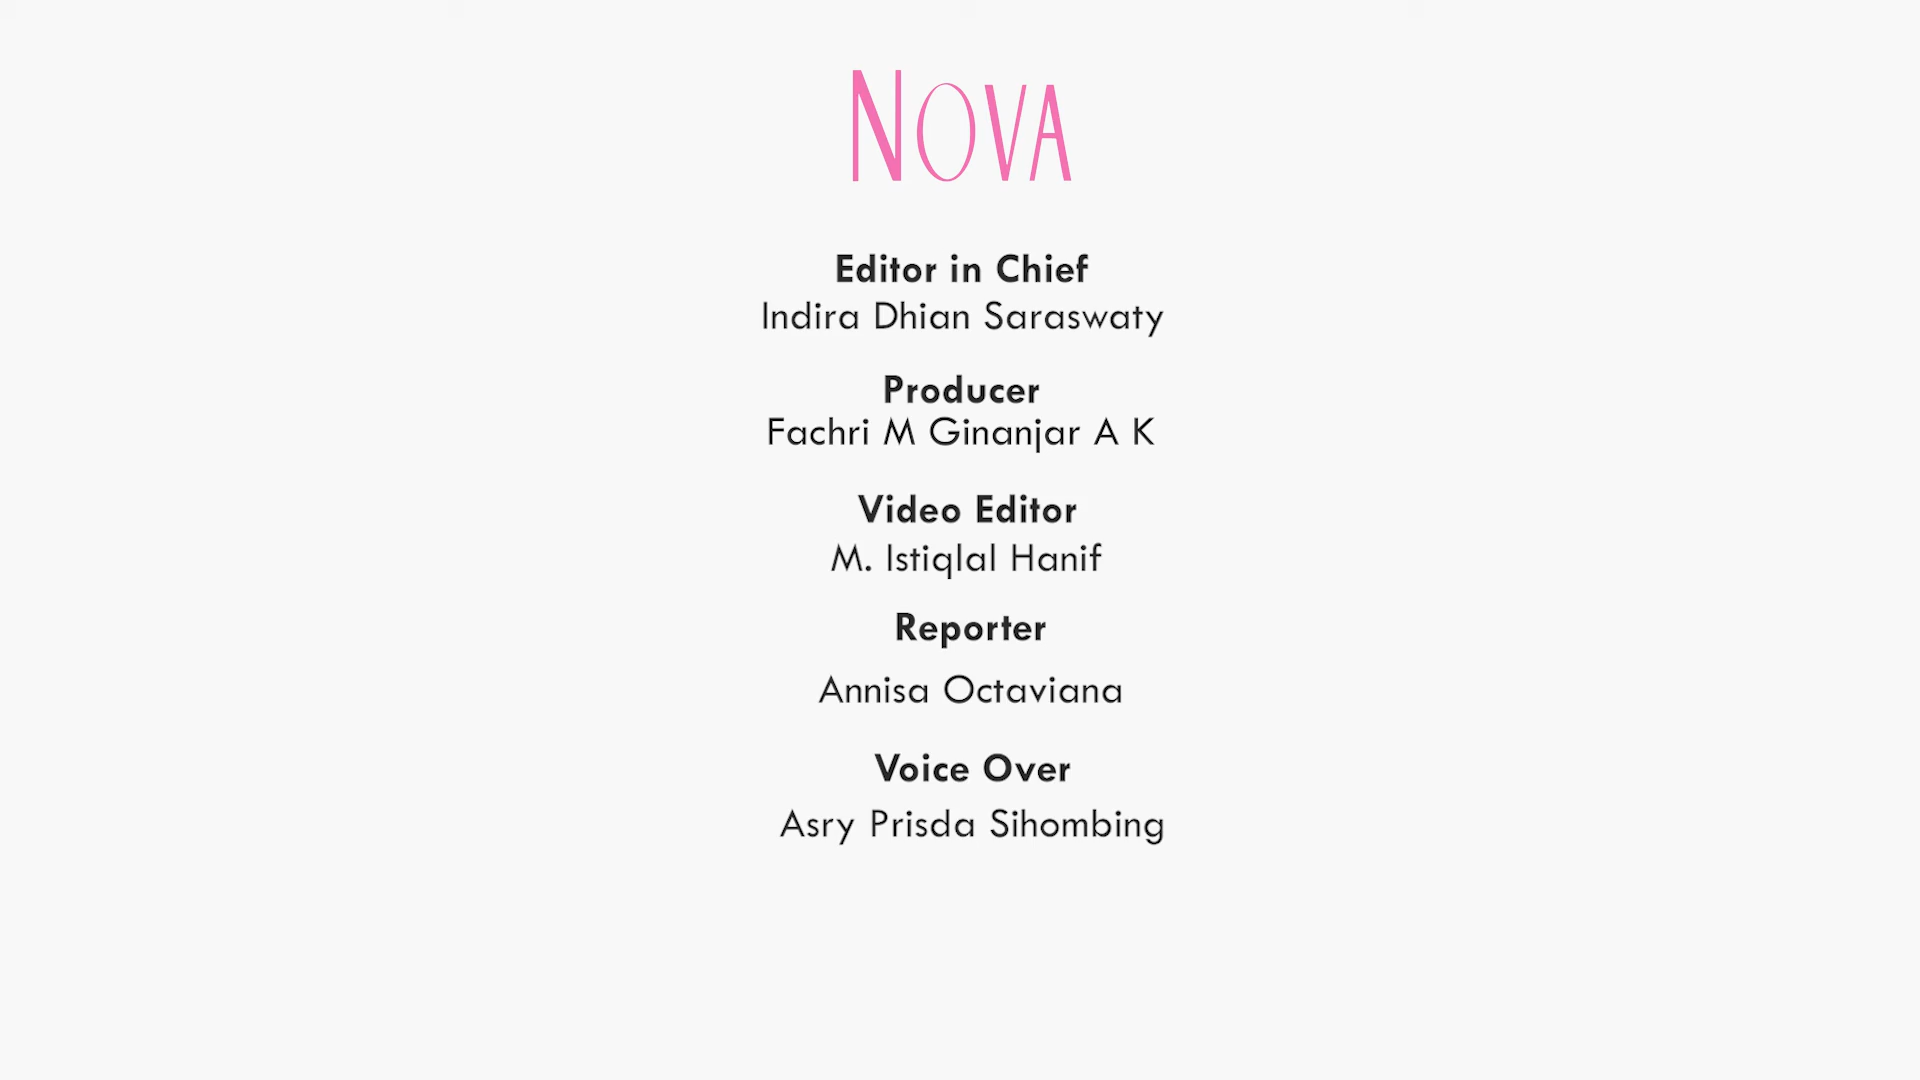 NOVA
Editor in Chief
Indira Dhian Saraswaty
Producer
Fachri M Ginanjar A K
Video Editor
M. Istiqlal Hanif
Reporter
Annisa Octaviana
Voice Over
Asry Prisda Sihombing